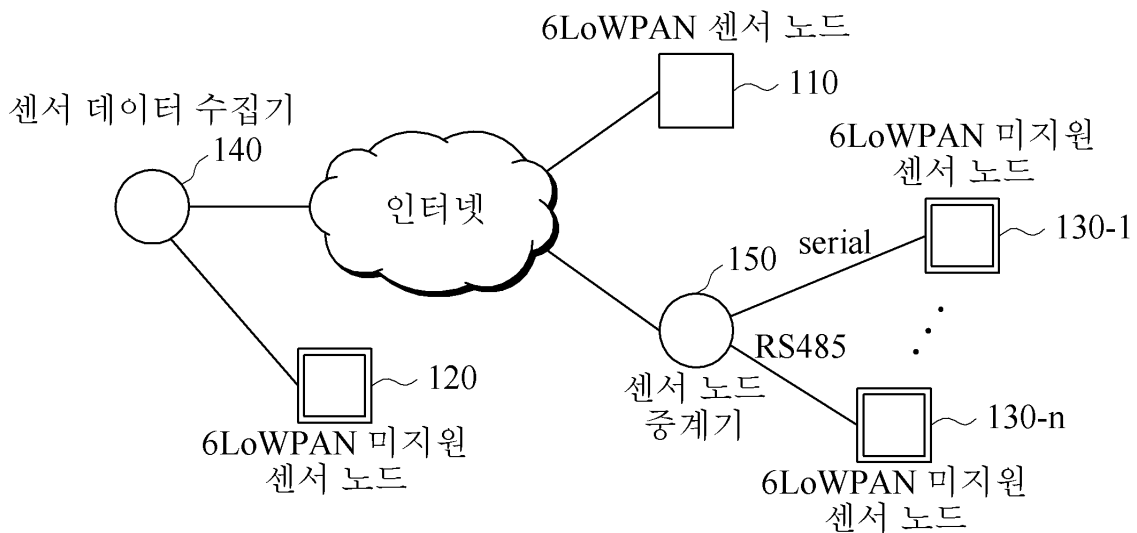 6LoWPAN 센서 노드
110
센서 데이터 수집기
140
인터넷
6LoWPAN 미지원
센서 노드
130-1
serial
150
RS485
센서 노드
중계기
120
6LoWPAN 미지원
센서 노드
130-n
6LoWPAN 미지원
센서 노드